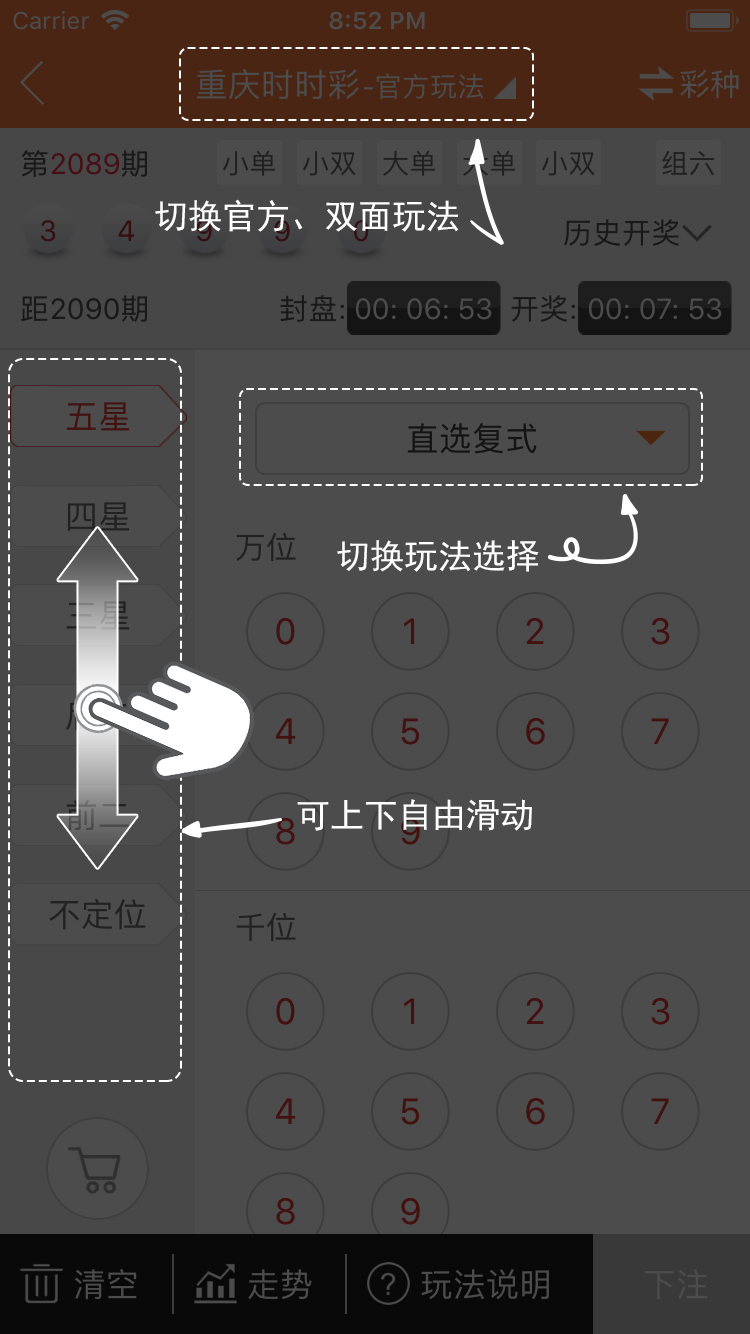 Carrier 8:52 PM
重庆时时彩-官方玩法 彩种
第2089期 小单 小双 大单 大单 小双 组六
切换官方、双面玩法
3 4 9 9 0 历史开奖
距2090期 封盘: 00: 06: 53 开奖: 00: 07: 53
五星
直选复式
四星
万位
切换玩法选择
三星
0 1 2 3
4 5 6 7
前二
可上下自由滑动
8 9
不定位
千位
0 1 2 3
4 5 6 7
8 9
清空 走势 ? 玩法说明 下注